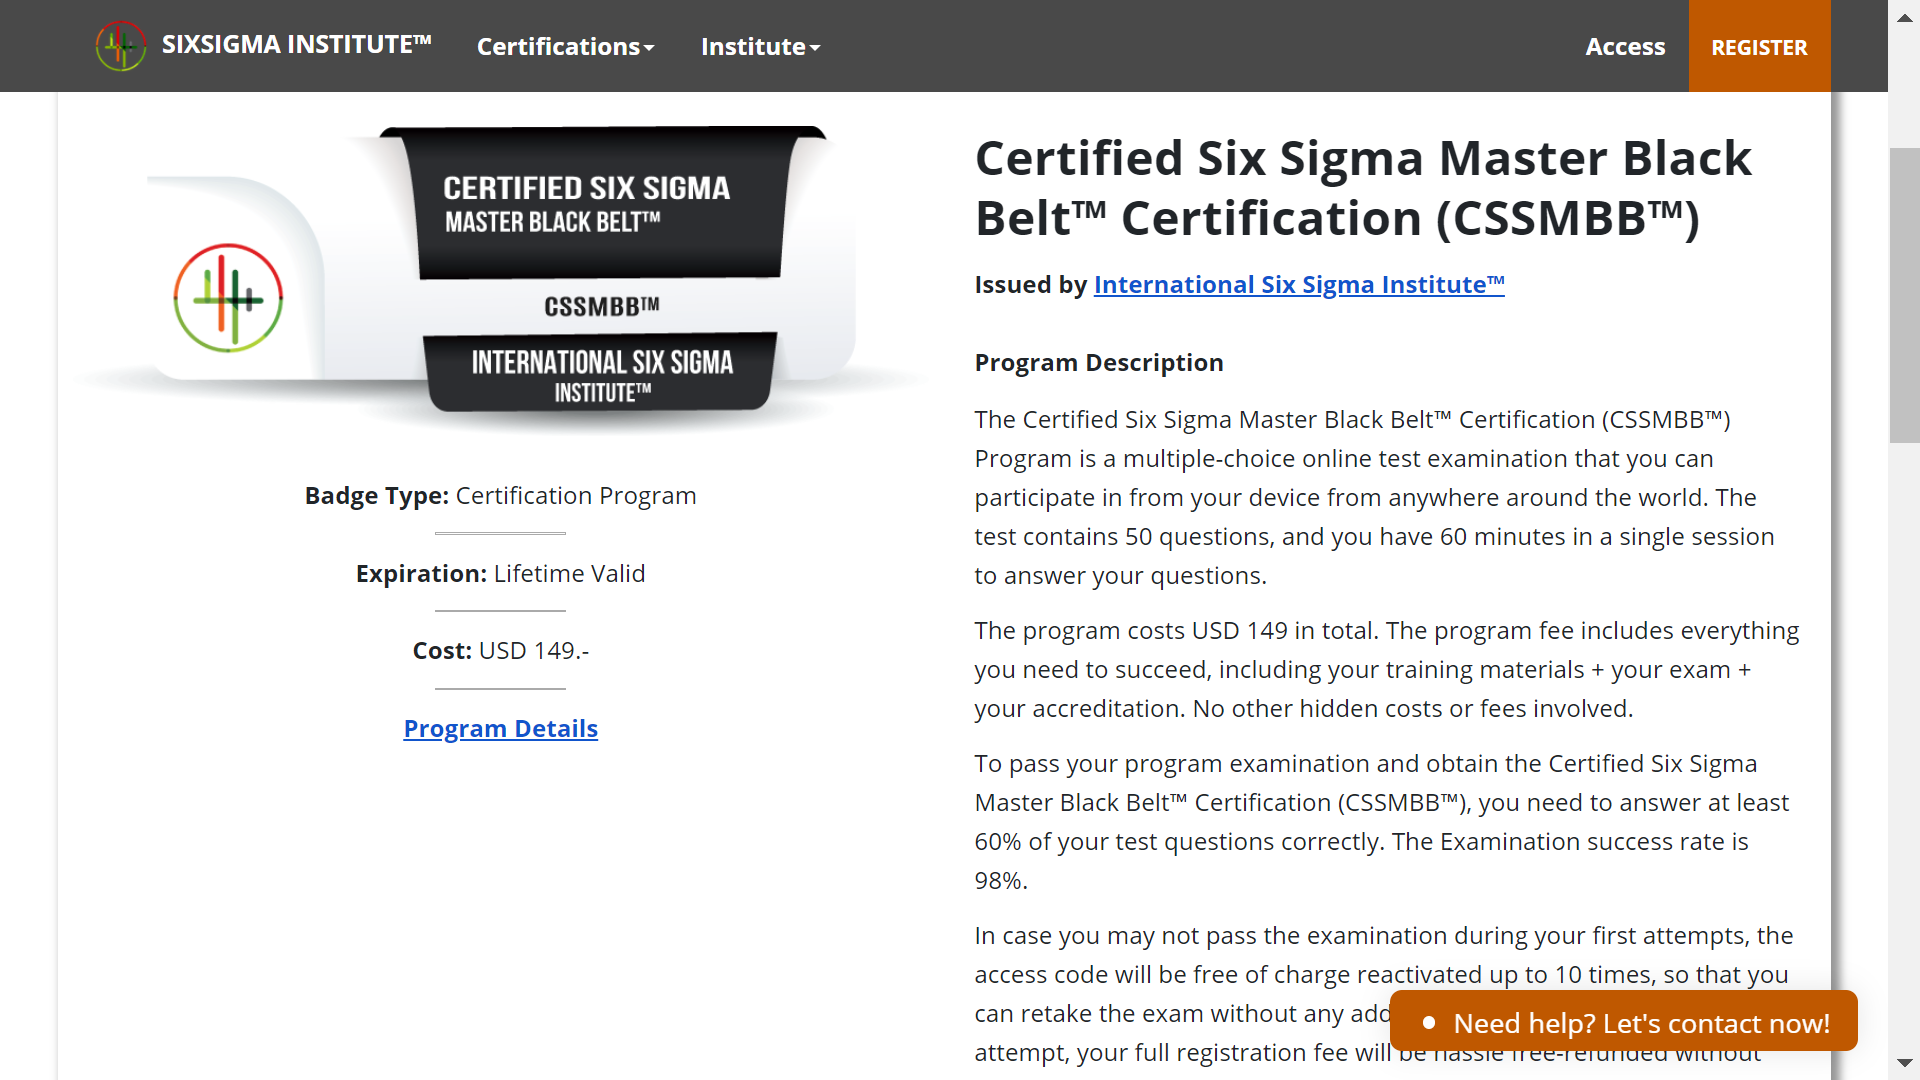 SIXSIGMA INSTITUTE™
Certifications
Institute
Access
REGISTER
CERTIFIED SIX SIGMA
MASTER BLACK BELT™
CSSMBB™
INTERNATIONAL SIX SIGMA
INSTITUTE™
Badge Type: Certification Program
Expiration: Lifetime Valid
Cost: USD 149.-
Program Details
Certified Six Sigma Master Black
Belt™ Certification (CSSMBB™)
Issued by International Six Sigma Institute™
Program Description
The Certified Six Sigma Master Black Belt™ Certification (CSSMBB™)
Program is a multiple-choice online test examination that you can
participate in from your device from anywhere around the world. The
test contains 50 questions, and you have 60 minutes in a single session
to answer your questions.
The program costs USD 149 in total. The program fee includes everything
you need to succeed, including your training materials + your exam +
your accreditation. No other hidden costs or fees involved.
To pass your program examination and obtain the Certified Six Sigma
Master Black Belt™ Certification (CSSMBB™), you need to answer at least
60% of your test questions correctly. The Examination success rate is
98%.
In case you may not pass the examination during your first attempts, the
access code will be free of charge reactivated up to 10 times, so that you
can retake the exam without any
attempt, your full registration fee will be hassle free-refunded without
Need help? Let's contact now!